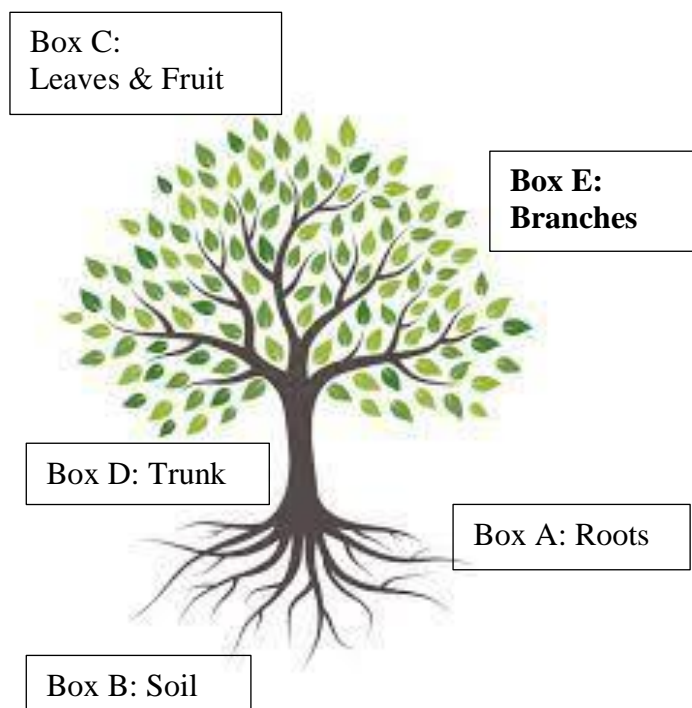 Box C:
Leaves & Fruit
Box E:
Branches
Box D: Trunk
Box A: Roots
Box B: Soil